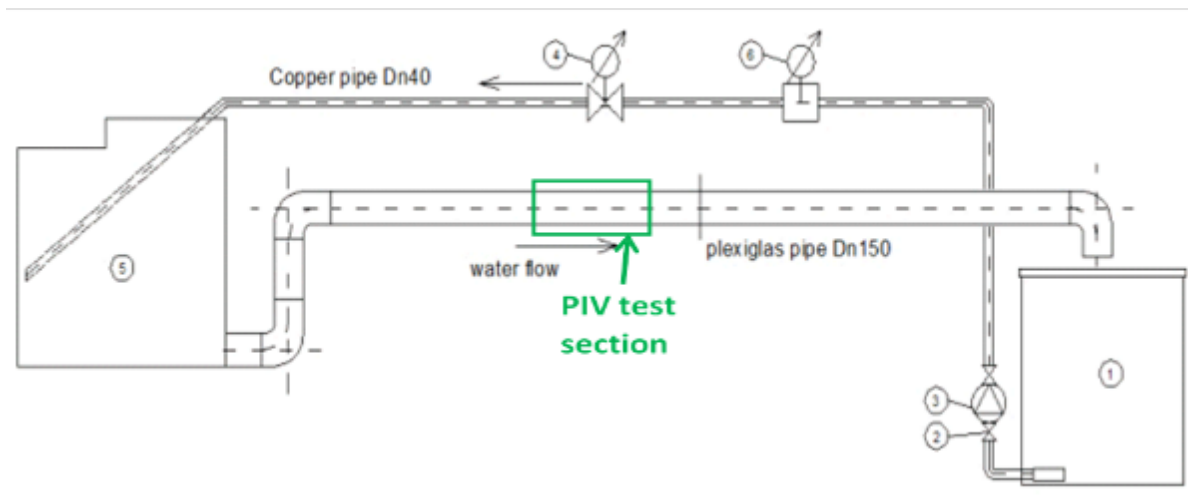 4
6
Copper pipe Dn40
5
water flow
plexiglas pipe Dn150
PIV test
section
1
3
2